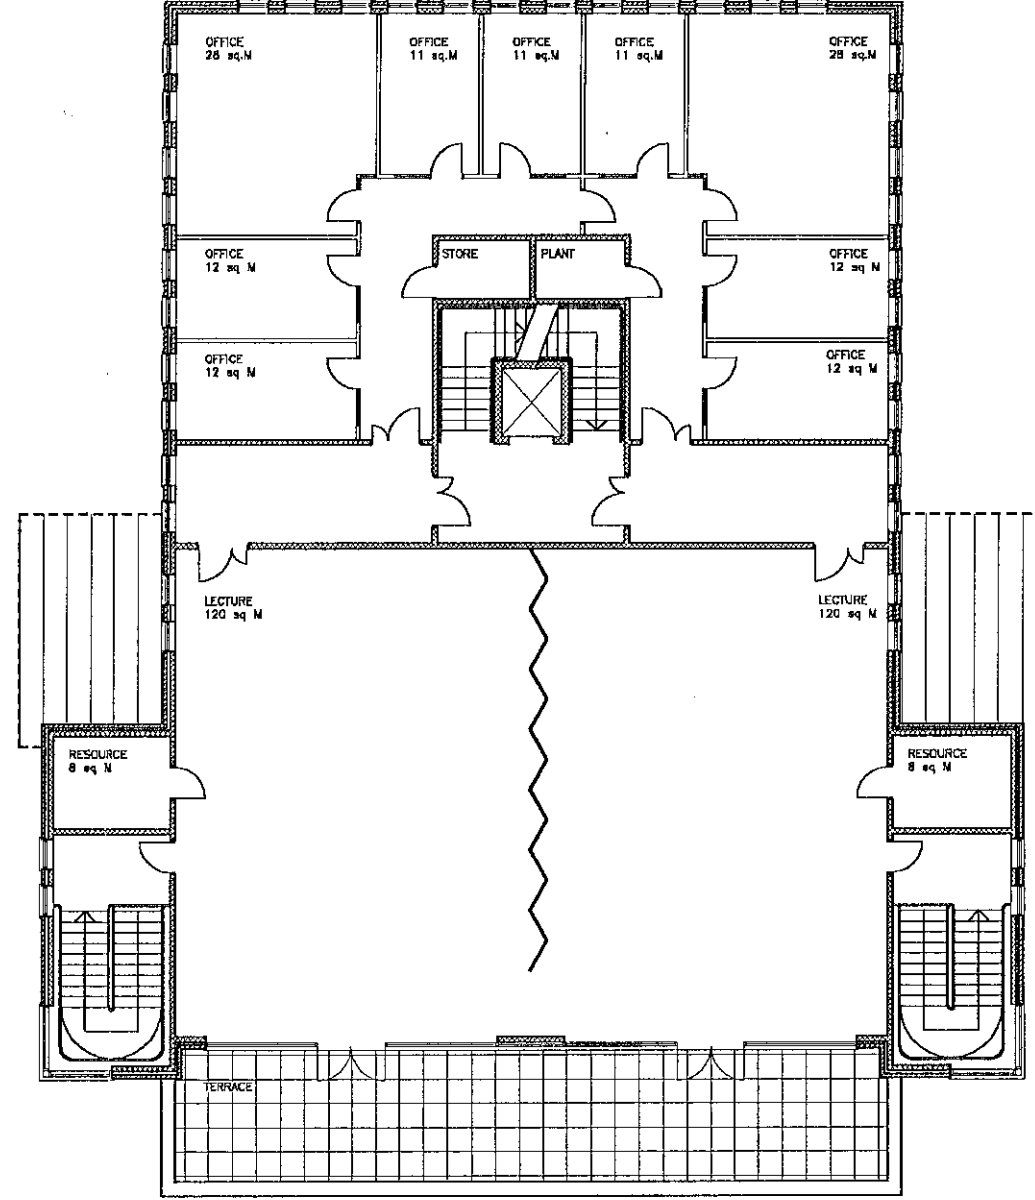 OFFICE
28 sq.M
OFFICE
11 sq.M
OFFICE
11 sq.M
OFFICE
11 sq.M
OFFICE
28 sq.M
OFFICE
12 sq M
STORE
PLANT
OFFICE
12 sq M
OFFICE
12 sq M
OFFICE
12 sq M
LECTURE
120 sq M
LECTURE
120 sq M
RESOURCE
8 sq M
RESOURCE
8 sq M
TERRACE